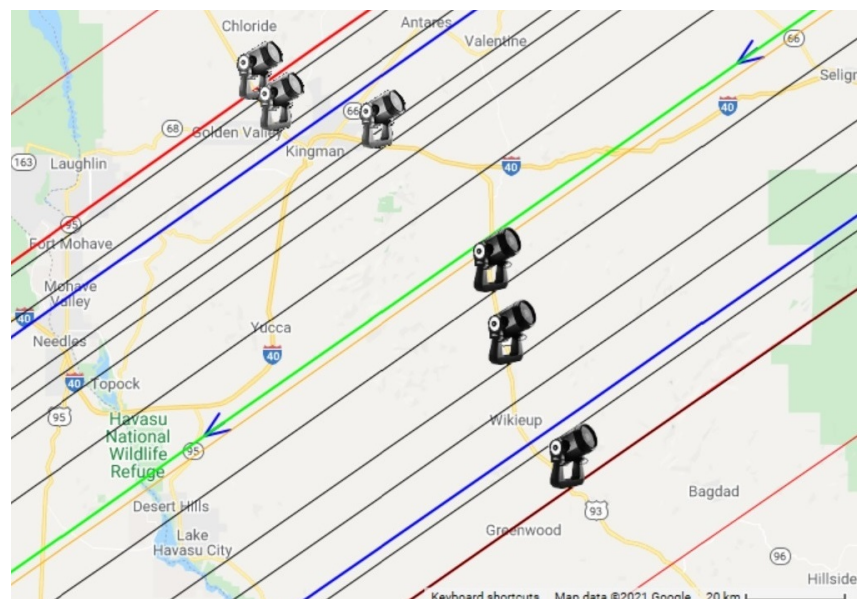 Chloride
Antares
Valentine
66
Selign
40
66
68
Golden Valley
Kingman
163
Laughlin
40
95
Fort Mohave
Mohave
Valley
40
Needles
Yucca
40
40
Topock
95
Havasu
National
Wildlife
Refuge
95
Wikieup
Desert Hills
Lake
Havasu City
Bagdad
93
Greenwood
96
Hillside
Keyboard shortcuts Map data ©2021 Google 20 km